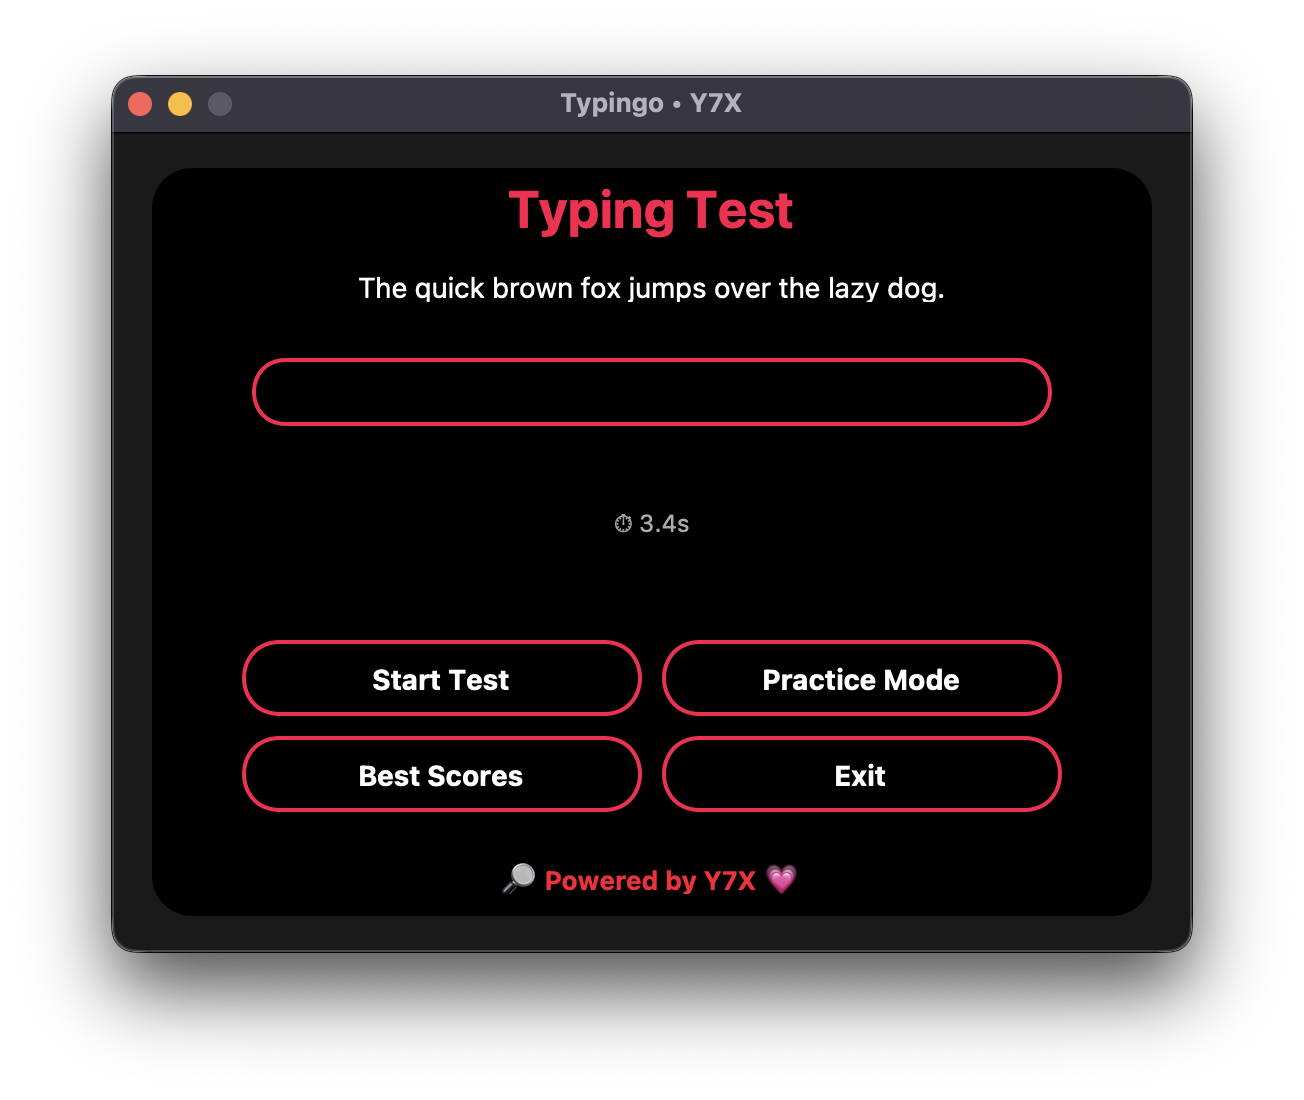 Typingo • Y7X
Typing Test
The quick brown fox jumps over the lazy dog.
⏱ 3.4s
Start Test
Practice Mode
Best Scores
Exit
🔎 Powered by Y7X 💗